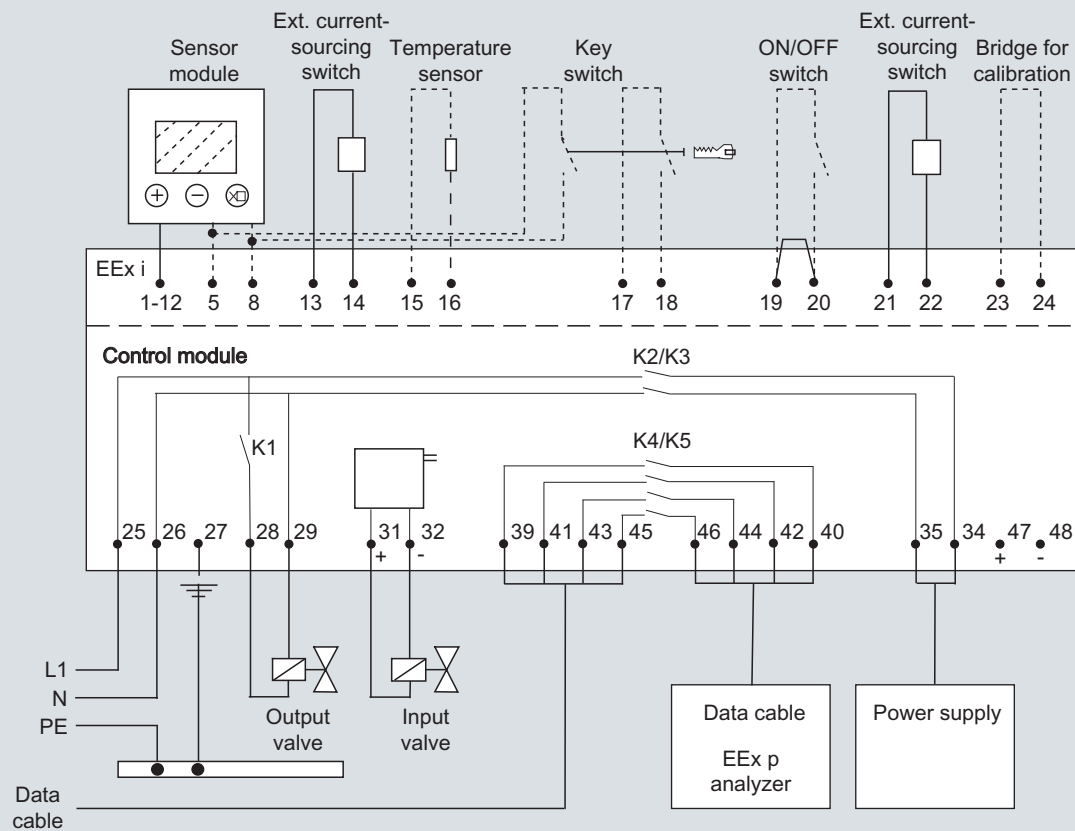 Ext. current-
sourcing
switch
Sensor
module
Temperature
sensor
Key
switch
ON/OFF
switch
Ext. current-
sourcing
switch
Bridge for
calibration
EEx i
1-12 5 8 13 14 15 16 17 18 19 20 21 22 23 24
Control module
K2/K3
K1
K4/K5
25 26 27 28 29 31 32 39 41 43 45 46 44 42 40 35 34 47 48
+ - + -
L1
N
PE
Output
valve
Input
valve
Data cable
EEx p
analyzer
Power supply
Data
cable